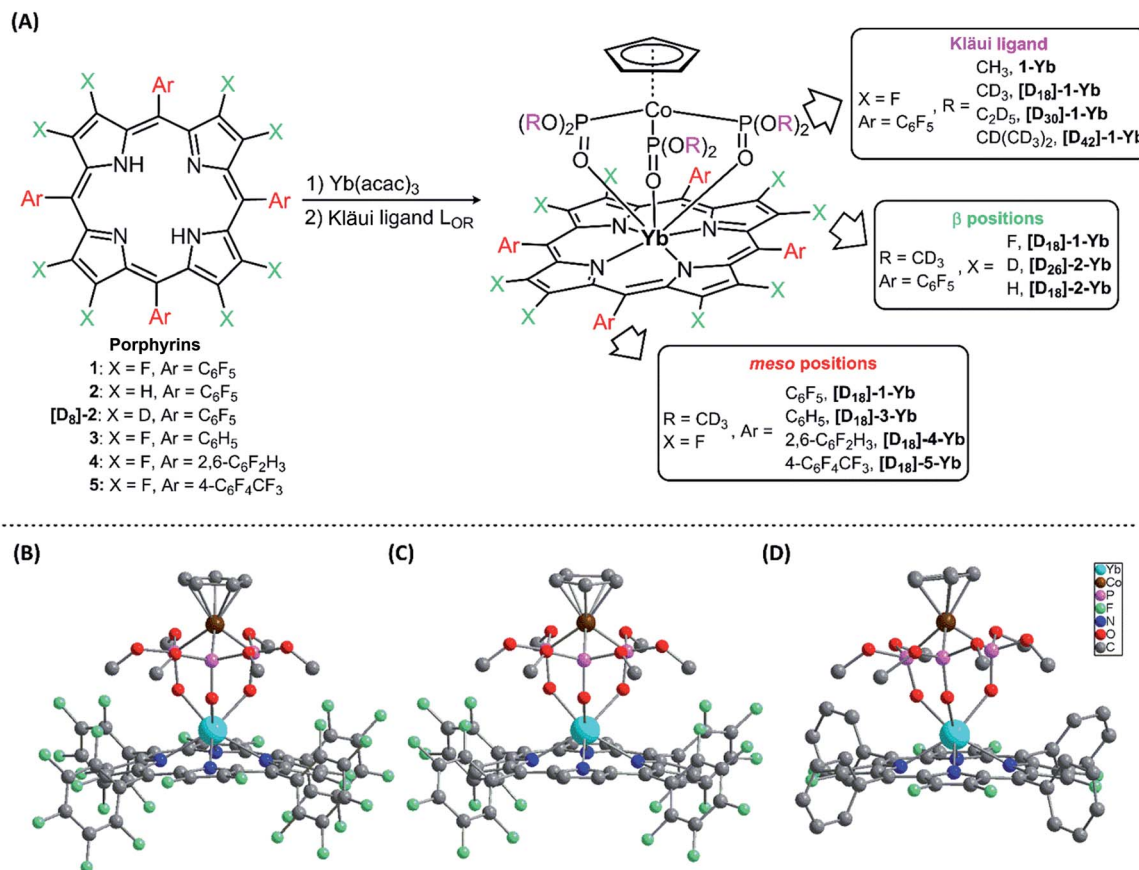 (A)
X
Ar
X
X
X
NH
N
Ar
Ar
N
HN
X
X
X
Ar
X
Porphyrins
1: X = F, Ar = C6F5
2: X = H, Ar = C6F5
[D8]-2: X = D, Ar = C6F5
3: X = F, Ar = C6H5
4: X = F, Ar = 2,6-C6F2H3
5: X = F, Ar = 4-C6F4CF3
1) Yb(acac)3
2) Kläui ligand LOR
Co
(RO)2P
P(OR)2
P(OR)2
O
O
O
X
X
Ar
X
X
Ar
Yb
Ar
N
N
N
N
X
X
Ar
X
X
Kläui ligand
X = F
Ar = C6F5
, R =
CH3, 1-Yb
CD3, [D18]-1-Yb
C2D5, [D30]-1-Yb
CD(CD3)2, [D42]-1-Yb
β positions
R = CD3
Ar = C6F5
, X =
F, [D18]-1-Yb
D, [D26]-2-Yb
H, [D18]-2-Yb
meso positions
R = CD3
X = F
, Ar =
C6F5, [D18]-1-Yb
C6H5, [D18]-3-Yb
2,6-C6F2H3, [D18]-4-Yb
4-C6F4CF3, [D18]-5-Yb
(B)
(C)
(D)
Yb
Co
P
F
N
O
C